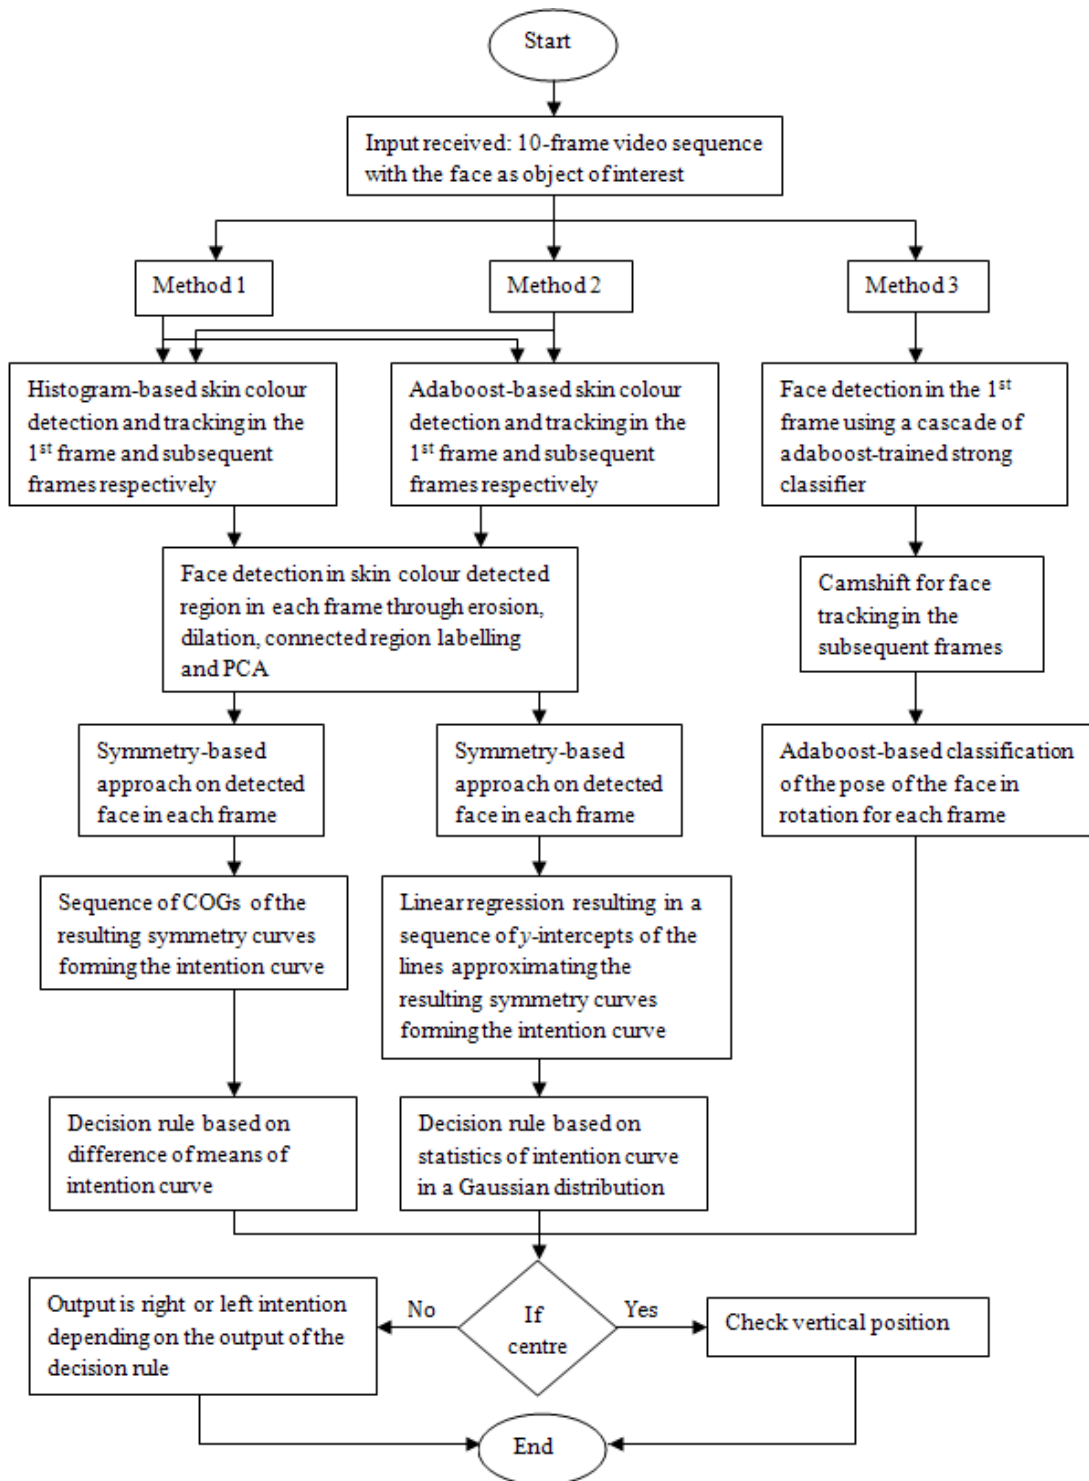 Start
Input received: 10-frame video sequence
with the face as object of interest
Method 1
Method 2
Method 3
Histogram-based skin colour
detection and tracking in the
1st frame and subsequent
frames respectively
Adaboost-based skin colour
detection and tracking in the
1st frame and subsequent
frames respectively
Face detection in the 1st
frame using a cascade of
adaboost-trained strong
classifier
Face detection in skin colour detected
region in each frame through erosion,
dilation, connected region labelling
and PCA
Camshift for face
tracking in the
subsequent frames
Symmetry-based
approach on detected
face in each frame
Symmetry-based
approach on detected
face in each frame
Adaboost-based classification
of the pose of the face in
rotation for each frame
Sequence of COGs of the
resulting symmetry curves
forming the intention curve
Linear regression resulting in a
sequence of y-intercepts of the
lines approximating the
resulting symmetry curves
forming the intention curve
Decision rule based on
difference of means of
intention curve
Decision rule based on
statistics of intention curve
in a Gaussian distribution
Output is right or left intention
depending on the output of the
decision rule
No
If
centre
Yes
Check vertical position
End